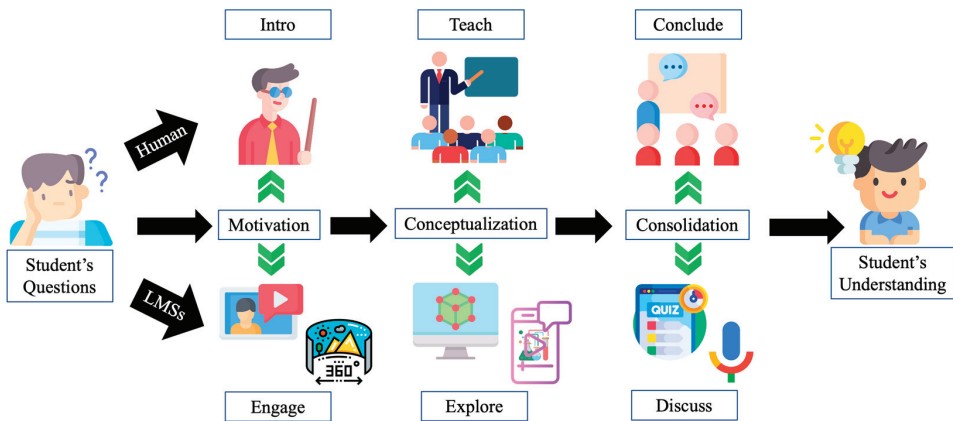 Intro
Teach
Conclude
Human
Motivation
Conceptualization
Consolidation
Student's
Questions
Student's
Understanding
LMSs
360°
QUIZ
Engage
Explore
Discuss